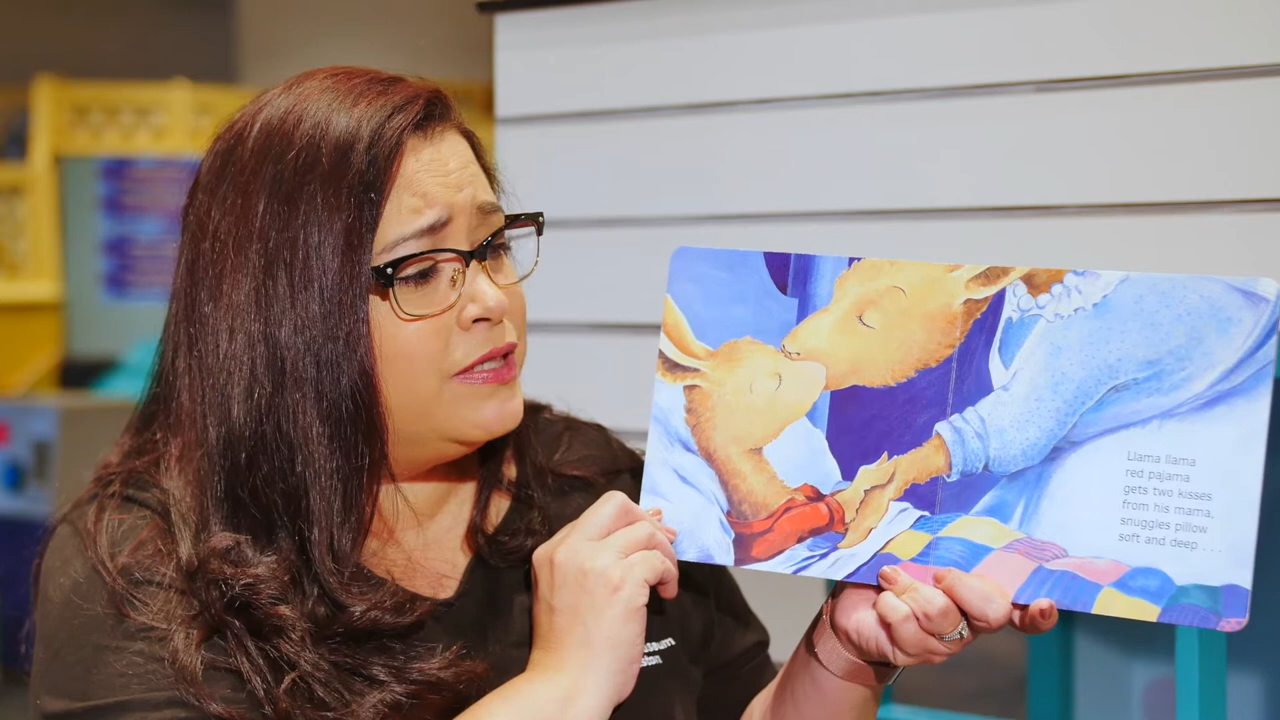 Llama llama
red pajama
gets two kisses
from his mama,
snuggles pillow
soft and deep . . .